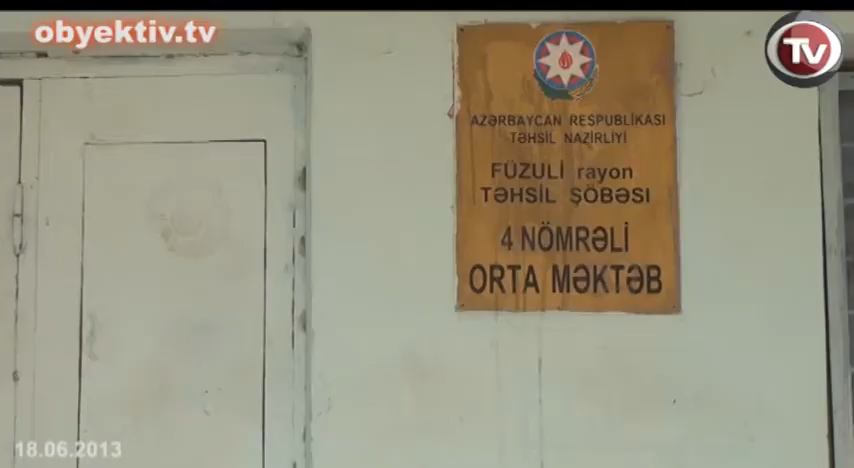 obyektiv.tv
TV
AZƏRBAYCAN RESPUBLİKASI
TƏHSİL NAZİRLİYİ
FÜZULİ rayon
TƏHSİL ŞÖBƏSI
4 NÖMRƏLİ
ORTA MƏKTƏB
18.06.2013